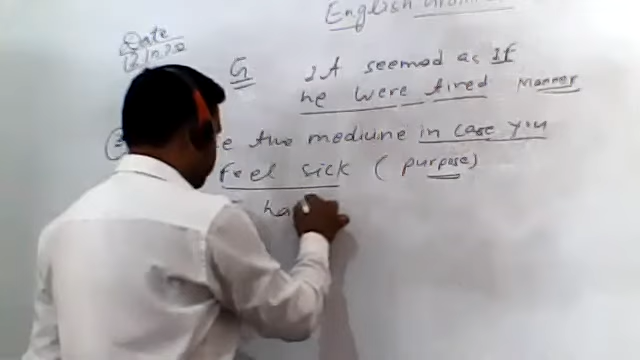 English
Date
G
It seemed as If
he were tired Manner
the medicine in case you
feel sick (purpose)
ha